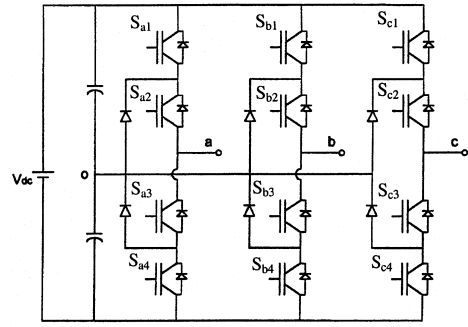 Sa1 Sb1 Sc1
Sa2 Sb2 Sc2
a b c
Vdc o
Sa3 Sb3 Sc3
Sa4 Sb4 Sc4